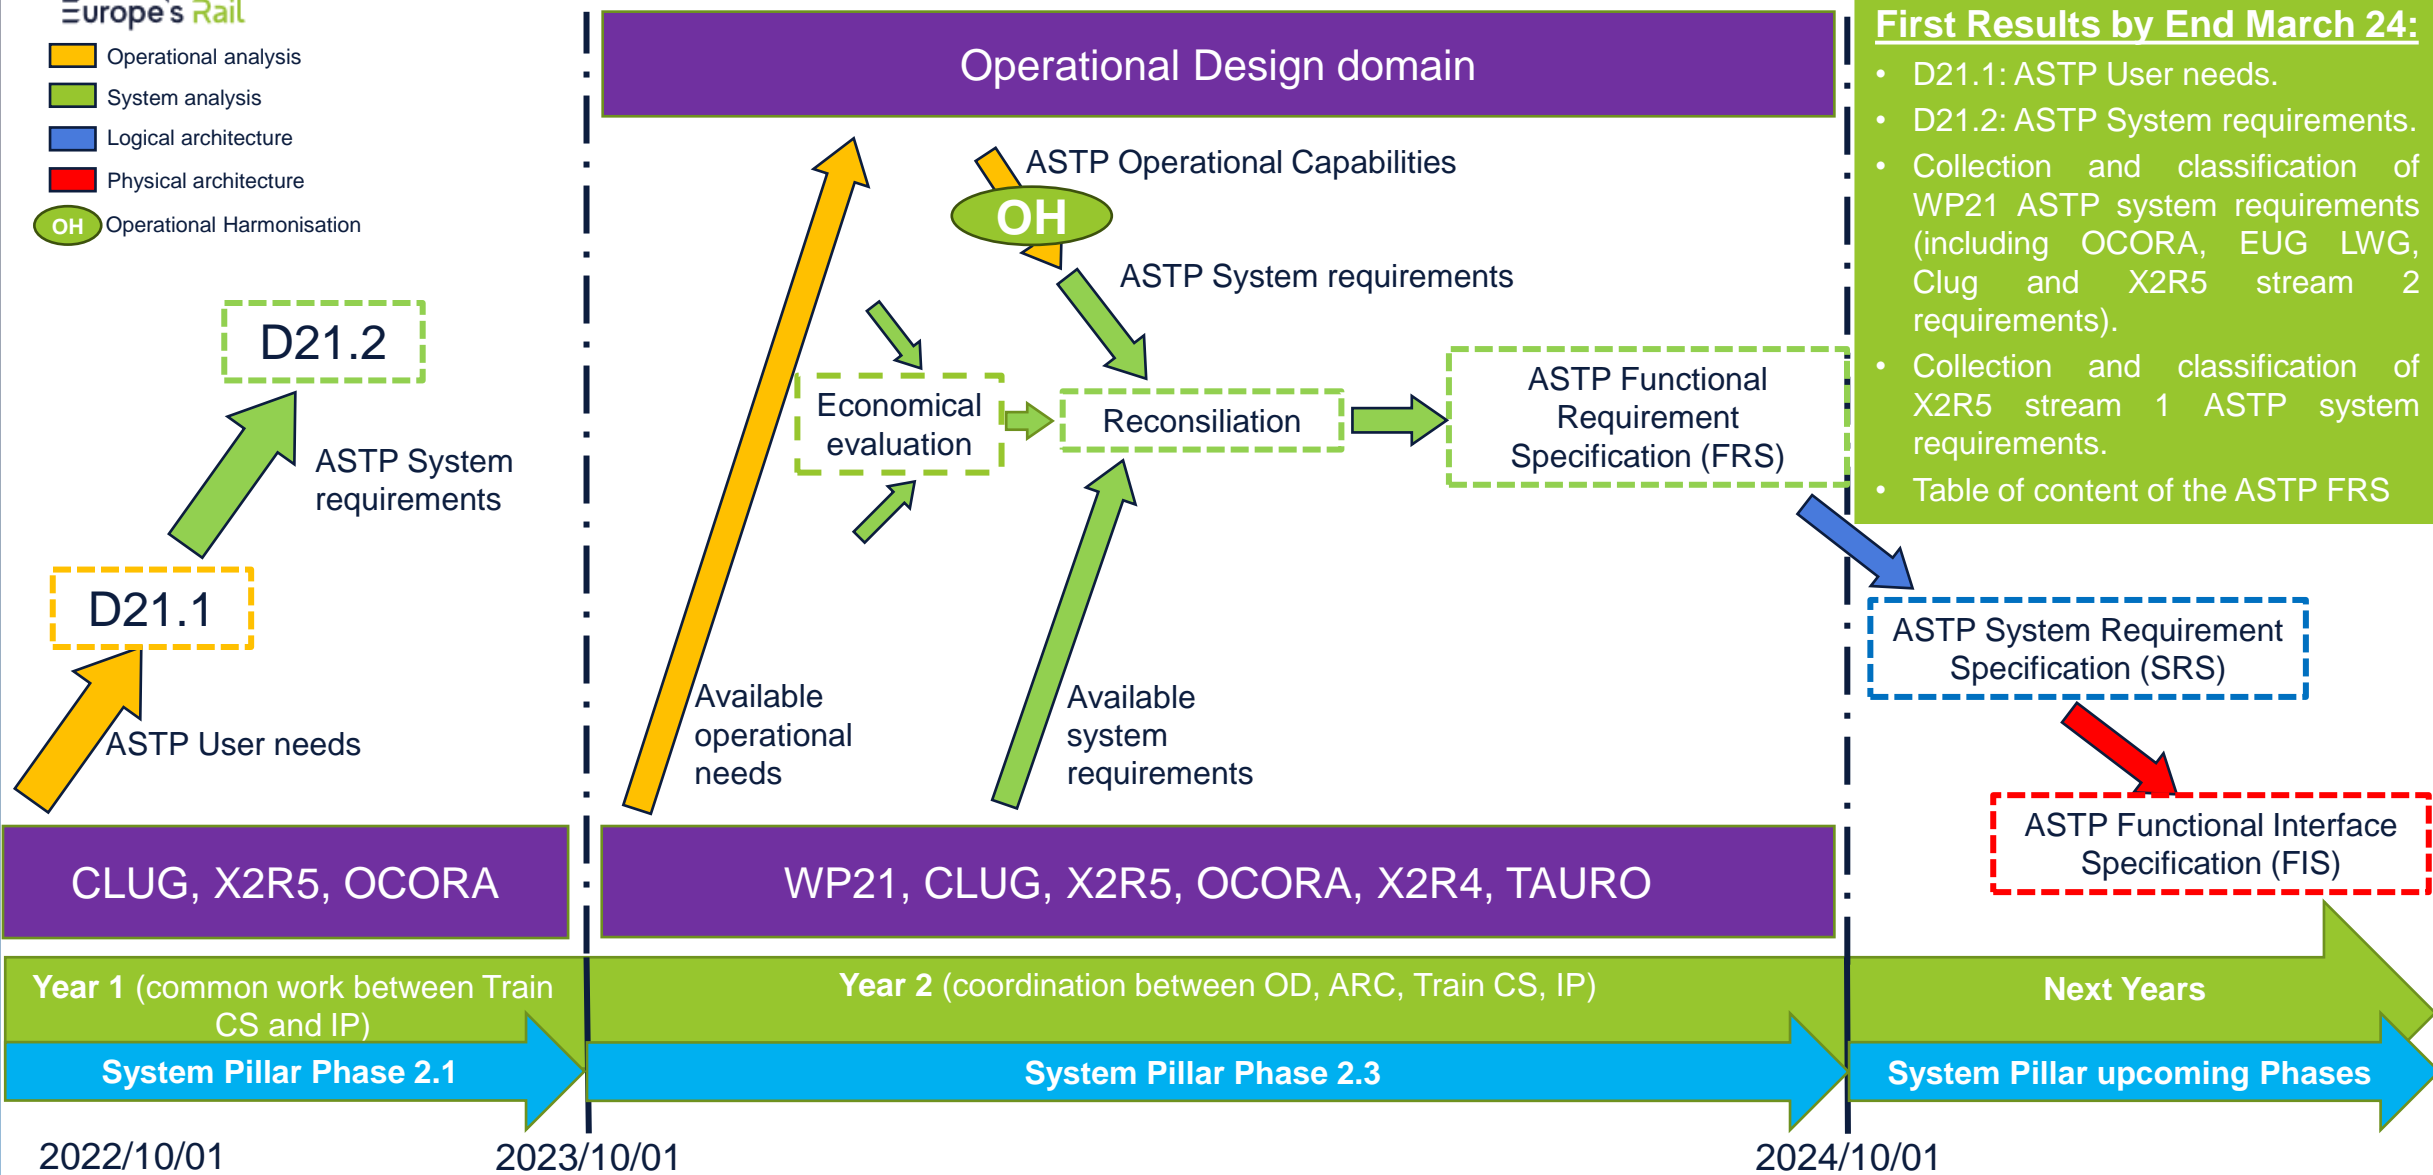 Europe's Rail
Operational analysis
System analysis
Logical architecture
Physical architecture
OH Operational Harmonisation
D21.2
ASTP System
requirements
D21.1
ASTP User needs
CLUG, X2R5, OCORA
Operational Design domain
ASTP Operational Capabilities
OH
ASTP System requirements
Economical
evaluation
Reconsiliation
ASTP Functional
Requirement
Specification (FRS)
Available
operational
needs
Available
system
requirements
WP21, CLUG, X2R5, OCORA, X2R4, TAURO
First Results by End March 24:
• D21.1: ASTP User needs.
• D21.2: ASTP System requirements.
• Collection and classification of
WP21 ASTP system requirements
(including OCORA, EUG LWG,
Clug and X2R5 stream 2
requirements).
• Collection and classification of
X2R5 stream 1 ASTP system
requirements.
• Table of content of the ASTP FRS
ASTP System Requirement
Specification (SRS)
ASTP Functional Interface
Specification (FIS)
Year 1 (common work between Train
CS and IP)
Year 2 (coordination between OD, ARC, Train CS, IP)
Next Years
System Pillar Phase 2.1
System Pillar Phase 2.3
System Pillar upcoming Phases
2022/10/01
2023/10/01
2024/10/01